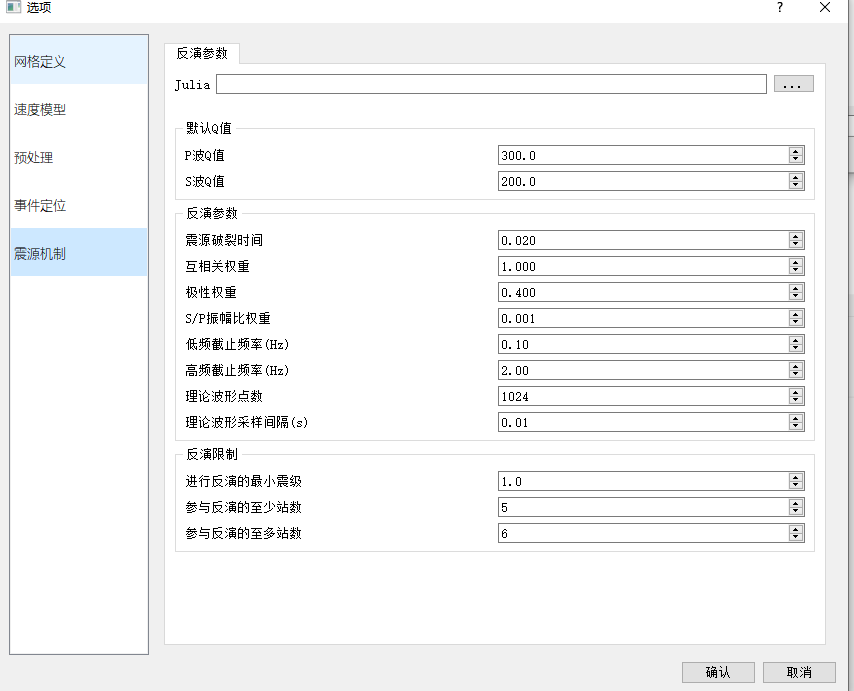 选项
网格定义
速度模型
预处理
事件定位
震源机制
反演参数
Julia ...
默认Q值
P波Q值 300.0
S波Q值 200.0
反演参数
震源破裂时间 0.020
互相关权重 1.000
极性权重 0.400
S/P振幅比权重 0.001
低频截止频率(Hz) 0.10
高频截止频率(Hz) 2.00
理论波形点数 1024
理论波形采样间隔(s) 0.01
反演限制
进行反演的最小震级 1.0
参与反演的至少站数 5
参与反演的至多站数 6
确认 取消